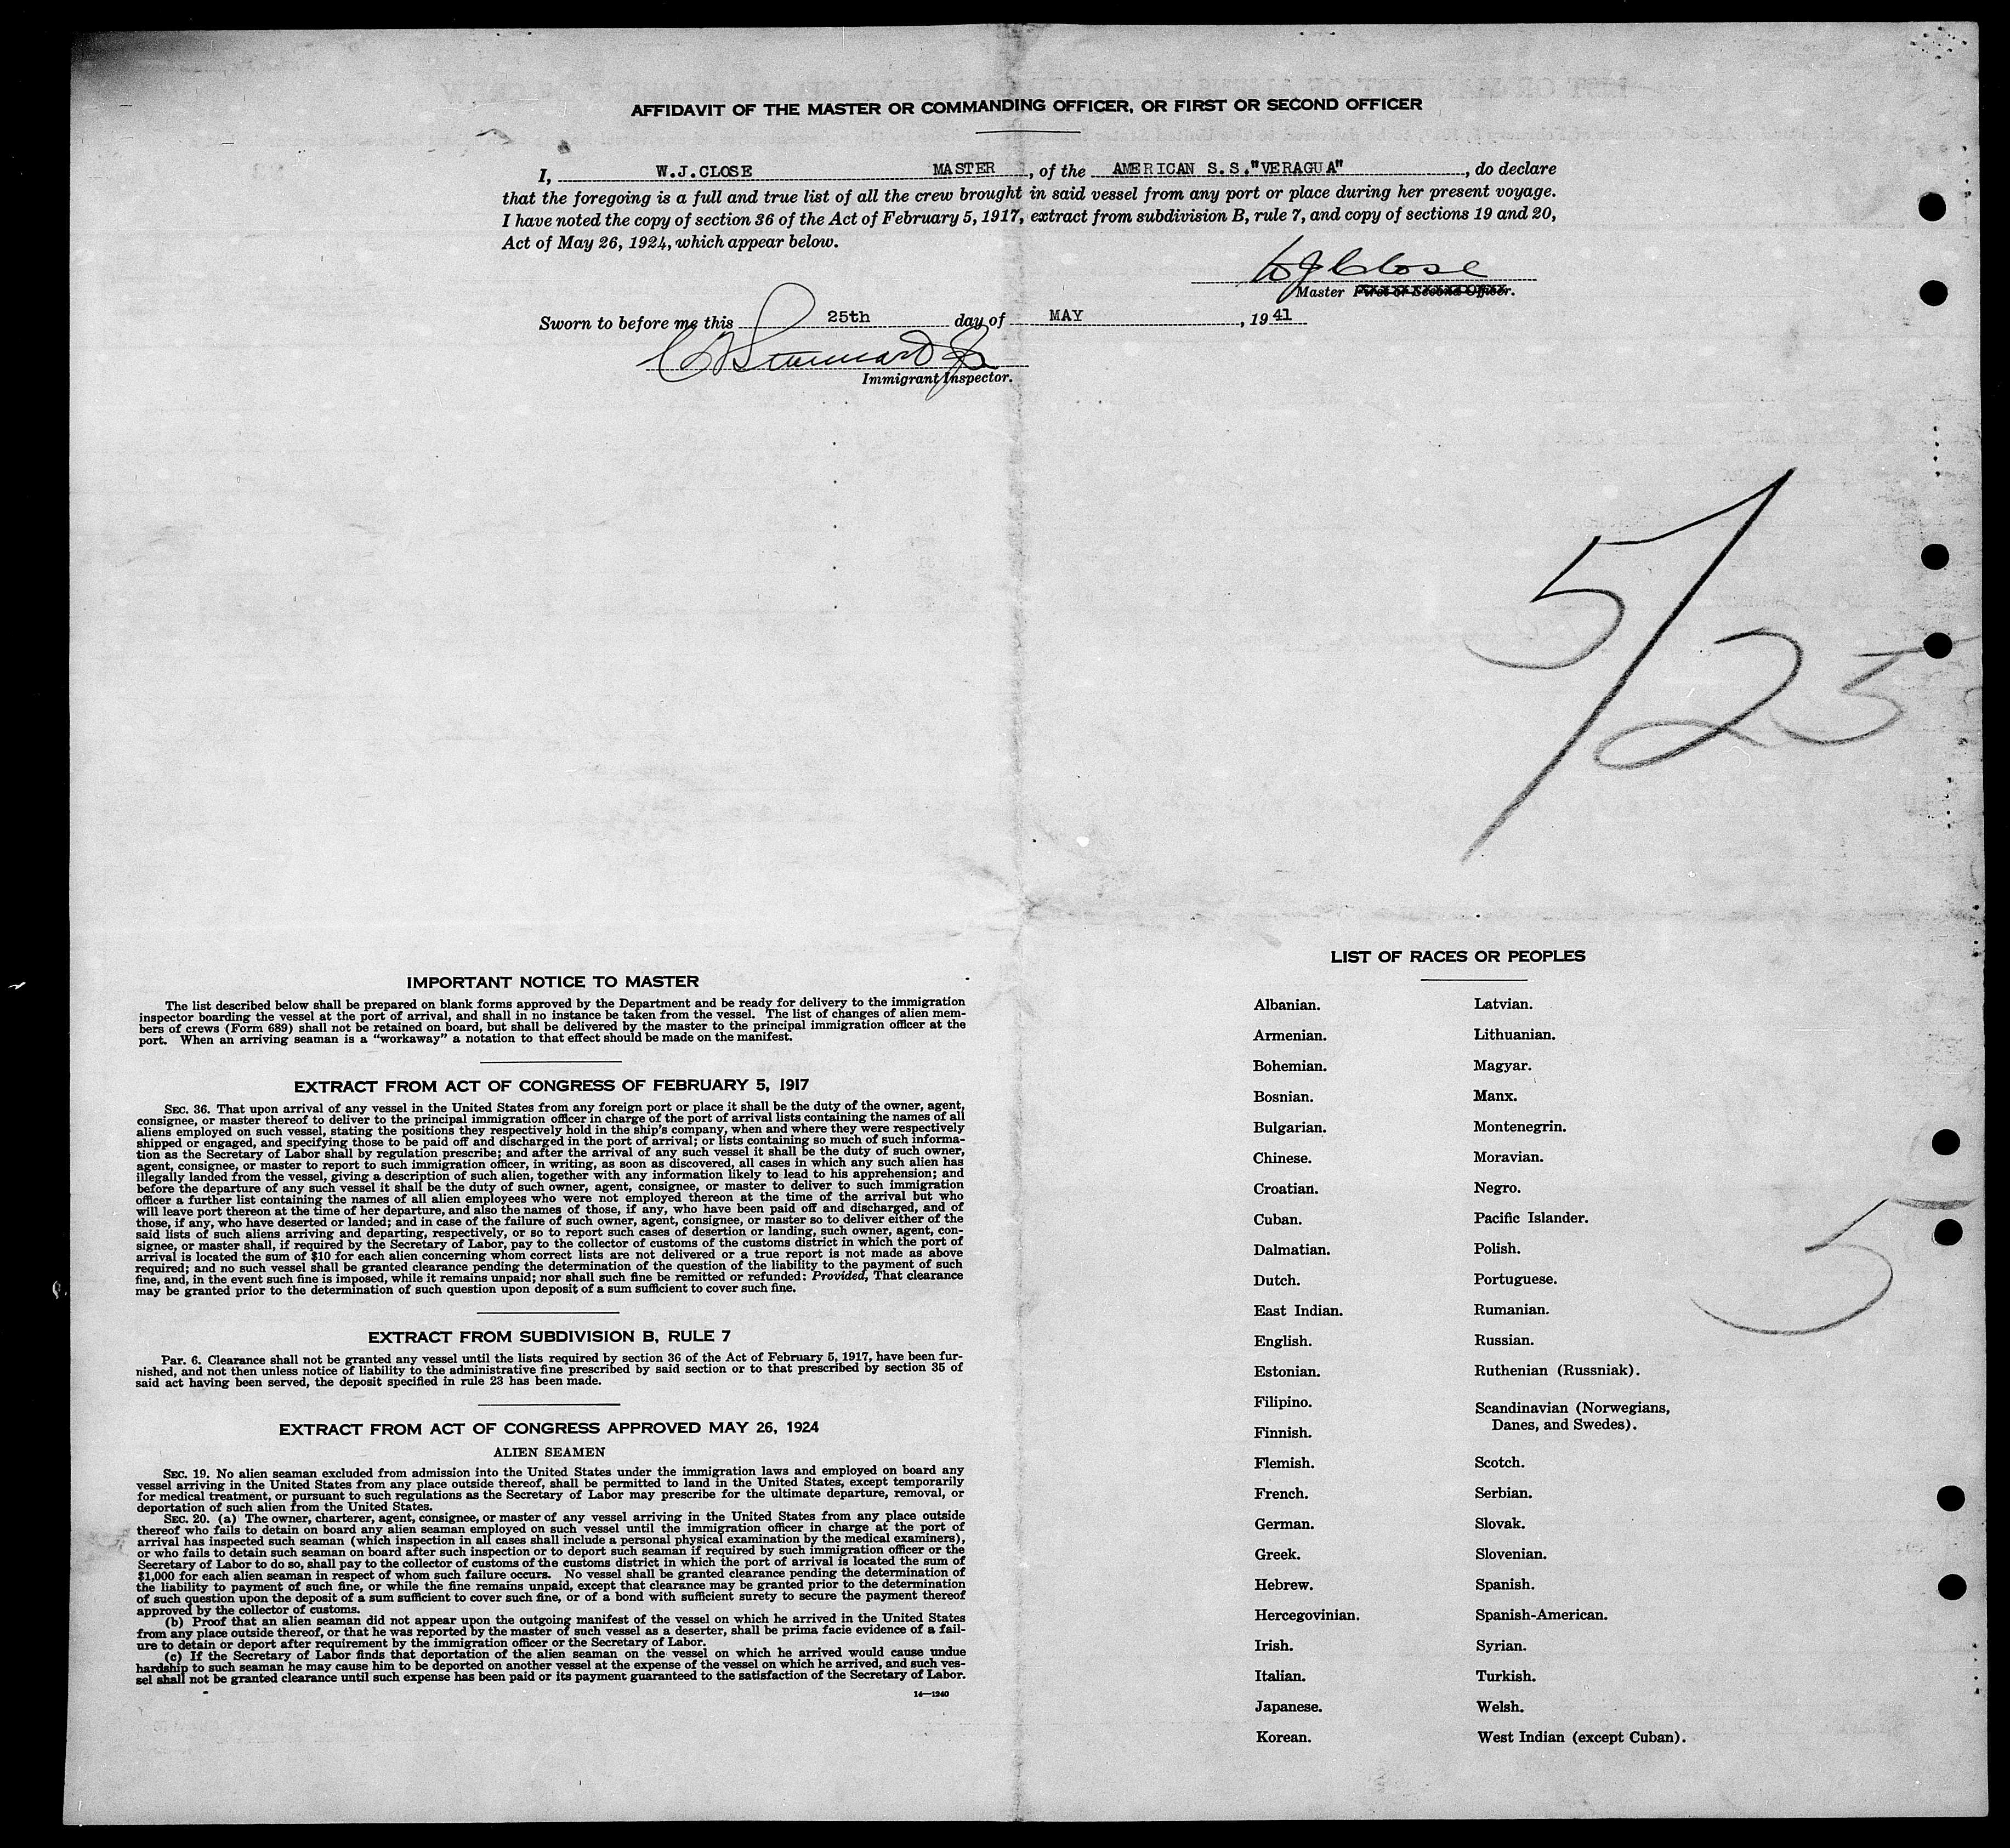 AFFIDAVIT OF THE MASTER OR COMMANDING OFFICER, OR FIRST OR SECOND OFFICER
I, W.J.CLOSE MASTER, of the AMERICAN S.S."VERAGUA", do declare
that the foregoing is a full and true list of all the crew brought in said vessel from any port or place during her present voyage.
I have noted the copy of section 36 of the Act of February 5, 1917, extract from subdivision B, rule 7, and copy of sections 19 and 20,
Act of May 26, 1924, which appear below.
WJClose
Master First or Second Officer.
Sworn to before me this 25th day of MAY, 1941
Immigrant Inspector.
5/25
IMPORTANT NOTICE TO MASTER
The list described below shall be prepared on blank forms approved by the Department and be ready for delivery to the immigration
inspector boarding the vessel at the port of arrival, and shall in no instance be taken from the vessel. The list of changes of alien mem-
bers of crews (Form 689) shall not be retained on board, but shall be delivered by the master to the principal immigration officer at the
port. When an arriving seaman is a "workaway" a notation to that effect should be made on the manifest.
EXTRACT FROM ACT OF CONGRESS OF FEBRUARY 5, 1917
SEC. 36. That upon arrival of any vessel in the United States from any foreign port or place it shall be the duty of the owner, agent,
consignee, or master thereof to deliver to the principal immigration officer in charge of the port of arrival lists containing the names of all
aliens employed on such vessel, stating the positions they respectively hold in the ship's company, when and where they were respectively
shipped or engaged, and specifying those to be paid off and discharged in the port of arrival; or lists containing so much of such informa-
tion as the Secretary of Labor shall by regulation prescribe; and after the arrival of any such vessel it shall be the duty of such owner,
agent, consignee, or master to report to such immigration officer, in writing, as soon as discovered, all cases in which any such alien has
illegally landed from the vessel, giving a description of such alien, together with any information likely to lead to his apprehension; and
before the departure of any such vessel it shall be the duty of such owner, agent, consignee, or master to deliver to such immigration
officer a further list containing the names of all alien employees who were not employed thereon at the time of the arrival but who
will leave port thereon at the time of her departure, and also the names of those, if any, who have been paid off and discharged, and of
those, if any, who have deserted or landed; and in case of the failure of such owner, agent, consignee, or master so to deliver either of the
said lists of such aliens arriving and departing, respectively, or so to report such cases of desertion or landing, such owner, agent, con-
signee, or master shall, if required by the Secretary of Labor, pay to the collector of customs of the customs district in which the port of
arrival is located the sum of $10 for each alien concerning whom correct lists are not delivered or a true report is not made as above
required; and no such vessel shall be granted clearance pending the determination of the question of the liability to the payment of such
fine, and, in the event such fine is imposed, while it remains unpaid; nor shall such fine be remitted or refunded: Provided, That clearance
may be granted prior to the determination of such question upon deposit of a sum sufficient to cover such fine.
EXTRACT FROM SUBDIVISION B, RULE 7
Par. 6. Clearance shall not be granted any vessel until the lists required by section 36 of the Act of February 5, 1917, have been fur-
nished, and not then unless notice of liability to the administrative fine prescribed by said section or to that prescribed by section 35 of
said act having been served, the deposit specified in rule 23 has been made.
EXTRACT FROM ACT OF CONGRESS APPROVED MAY 26, 1924
ALIEN SEAMEN
SEC. 19. No alien seaman excluded from admission into the United States under the immigration laws and employed on board any
vessel arriving in the United States from any place outside thereof, shall be permitted to land in the United States, except temporarily
for medical treatment, or pursuant to such regulations as the Secretary of Labor may prescribe for the ultimate departure, removal, or
deportation of such alien from the United States.
SEC. 20. (a) The owner, charterer, agent, consignee, or master of any vessel arriving in the United States from any place outside
thereof who fails to detain on board any alien seaman employed on such vessel until the immigration officer in charge at the port of
arrival has inspected such seaman (which inspection in all cases shall include a personal physical examination by the medical examiners),
or who fails to detain such seaman on board after such inspection or to deport such seaman if required by such immigration officer or the
Secretary of Labor to do so, shall pay to the collector of customs of the customs district in which the port of arrival is located the sum of
$1,000 for each alien seaman in respect of whom such failure occurs. No vessel shall be granted clearance pending the determination of
the liability to payment of such fine, or while the fine remains unpaid, except that clearance may be granted prior to the determination
of such question upon the deposit of a sum sufficient to cover such fine, or of a bond with sufficient surety to secure the payment thereof
approved by the collector of customs.
(b) Proof that an alien seaman did not appear upon the outgoing manifest of the vessel on which he arrived in the United States
from any place outside thereof, or that he was reported by the master of such vessel as a deserter, shall be prima facie evidence of a fail-
ure to detain or deport after requirement by the immigration officer or the Secretary of Labor.
(c) If the Secretary of Labor finds that deportation of the alien seaman on the vessel on which he arrived would cause undue
hardship to such seaman he may cause him to be deported on another vessel at the expense of the vessel on which he arrived, and such ves-
sel shall not be granted clearance until such expense has been paid or its payment guaranteed to the satisfaction of the Secretary of Labor.
14—1240
LIST OF RACES OR PEOPLES
Albanian.
Armenian.
Bohemian.
Bosnian.
Bulgarian.
Chinese.
Croatian.
Cuban.
Dalmatian.
Dutch.
East Indian.
English.
Estonian.
Filipino.
Finnish.
Flemish.
French.
German.
Greek.
Hebrew.
Hercegovinian.
Irish.
Italian.
Japanese.
Korean.
Latvian.
Lithuanian.
Magyar.
Manx.
Montenegrin.
Moravian.
Negro.
Pacific Islander.
Polish.
Portuguese.
Rumanian.
Russian.
Ruthenian (Russniak).
Scandinavian (Norwegians,
Danes, and Swedes).
Scotch.
Serbian.
Slovak.
Slovenian.
Spanish.
Spanish-American.
Syrian.
Turkish.
Welsh.
West Indian (except Cuban).
5